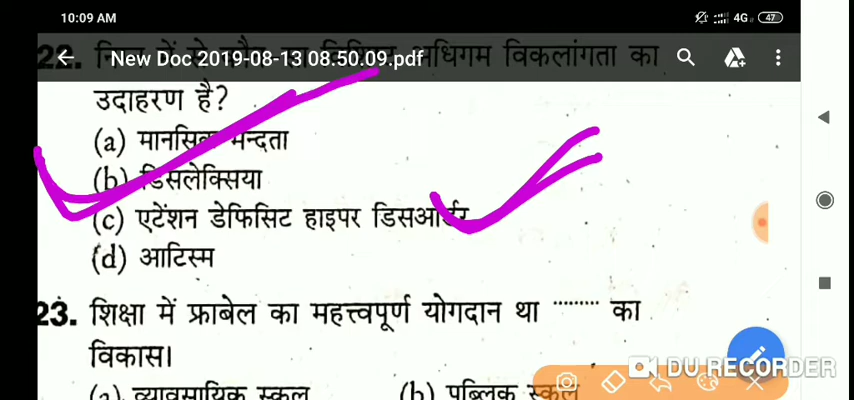 10:09 AM
4G 47
New Doc 2019-08-13 08.50.09.pdf
22. अधिगम विकलांगता का
उदाहरण है?
(a) मानसिक मन्दता
(b) डिसलेक्सिया
(c) एटेंशन डेफिसिट हाइपर डिसआर्डर
(d) आटिस्म
23. शिक्षा में फ्राबेल का महत्त्वपूर्ण योगदान था ......... का
विकास।
(a) व्यावसायिक स्कूल (b) पब्लिक स्कूल
DU RECORDER